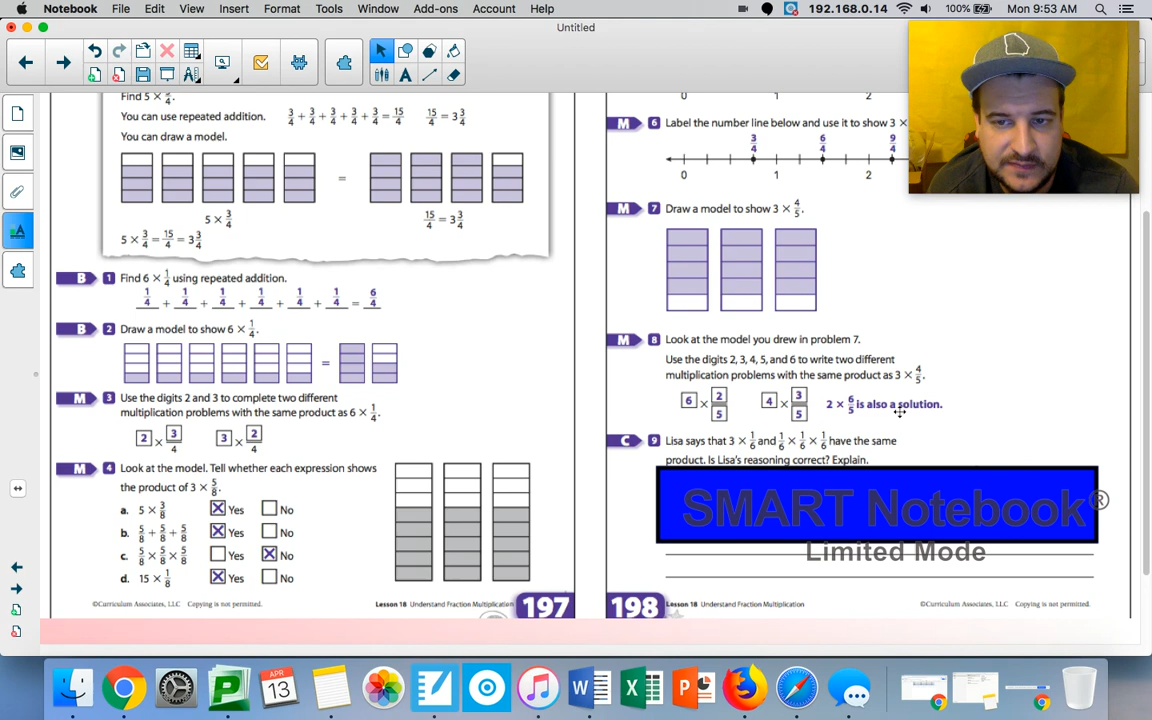 Notebook File Edit View Insert Format Tools Window Add-ons Account Help 192.168.0.14 100% Mon 9:53 AM
Untitled
Find 5 ×
You can use repeated addition. 3/4 + 3/4 + 3/4 + 3/4 + 3/4 = 15/4 15/4 = 3 3/4
You can draw a model.
=
5 × 3/4
15/4 = 3 3/4
5 × 3/4 = 15/4 = 3 3/4
B 1 Find 6 × 1/4 using repeated addition.
1/4 + 1/4 + 1/4 + 1/4 + 1/4 + 1/4 = 6/4
B 2 Draw a model to show 6 × 1/4.
=
M 3 Use the digits 2 and 3 to complete two different
multiplication problems with the same product as 6 × 1/4.
2 × 3/4 3 × 2/4
M 4 Look at the model. Tell whether each expression shows
the product of 3 × 5/8.
a. 5 × 3/8 Yes No
b. 5/8 + 5/8 + 5/8 Yes No
c. 5/8 × 5/8 × 5/8 Yes No
d. 15 × 1/8 Yes No
©Curriculum Associates, LLC Copying is not permitted. Lesson 18 Understand Fraction Multiplication 197
0 1 2
M 6 Label the number line below and use it to show 3 ×
3/4 6/4 9/4
0 1 2
M 7 Draw a model to show 3 × 4/5.
M 8 Look at the model you drew in problem 7.
Use the digits 2, 3, 4, 5, and 6 to write two different
multiplication problems with the same product as 3 × 4/5.
6 × 2/5 4 × 3/5 2 × 6/5 is also a solution.
C 9 Lisa says that 3 × 1/6 and 1/6 × 1/6 × 1/6 have the same
product. Is Lisa's reasoning correct? Explain.
SMART Notebook®
Limited Mode
198 Lesson 18 Understand Fraction Multiplication ©Curriculum Associates, LLC Copying is not permitted.
APR
13